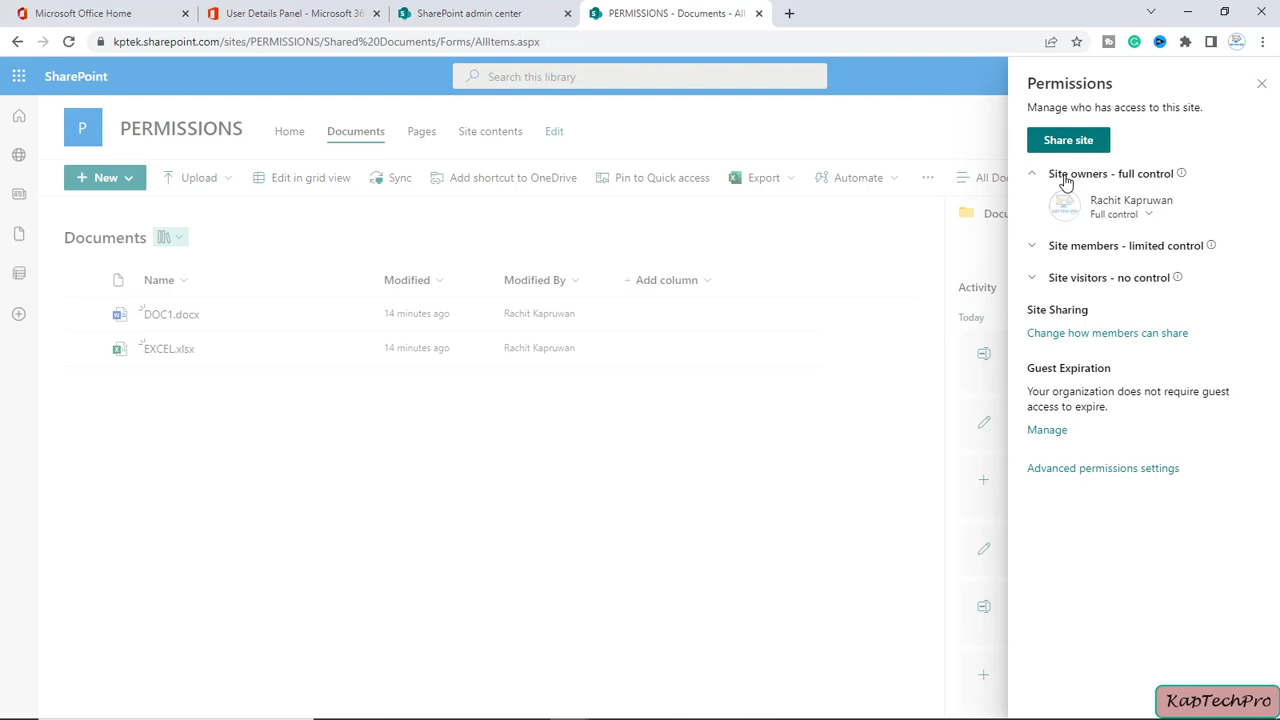 Microsoft Office Home
User Details Panel - Microsoft 36
SharePoint admin center
PERMISSIONS - Documents - All
kptek.sharepoint.com/sites/PERMISSIONS/Shared%20Documents/Forms/AllItems.aspx
SharePoint
Search this library
P
PERMISSIONS
Home
Documents
Pages
Site contents
Edit
New
Upload
Edit in grid view
Sync
Add shortcut to OneDrive
Pin to Quick access
Export
Automate
All Doc
Documents
Docu
Name
Modified
Modified By
Add column
DOC1.docx
14 minutes ago
Rachit Kapruwan
EXCEL.xlsx
14 minutes ago
Rachit Kapruwan
Activity
Today
Permissions
Manage who has access to this site.
Share site
Site owners - full control
Rachit Kapruwan
Full control
Site members - limited control
Site visitors - no control
Site Sharing
Change how members can share
Guest Expiration
Your organization does not require guest
access to expire.
Manage
Advanced permissions settings
KapTechPro